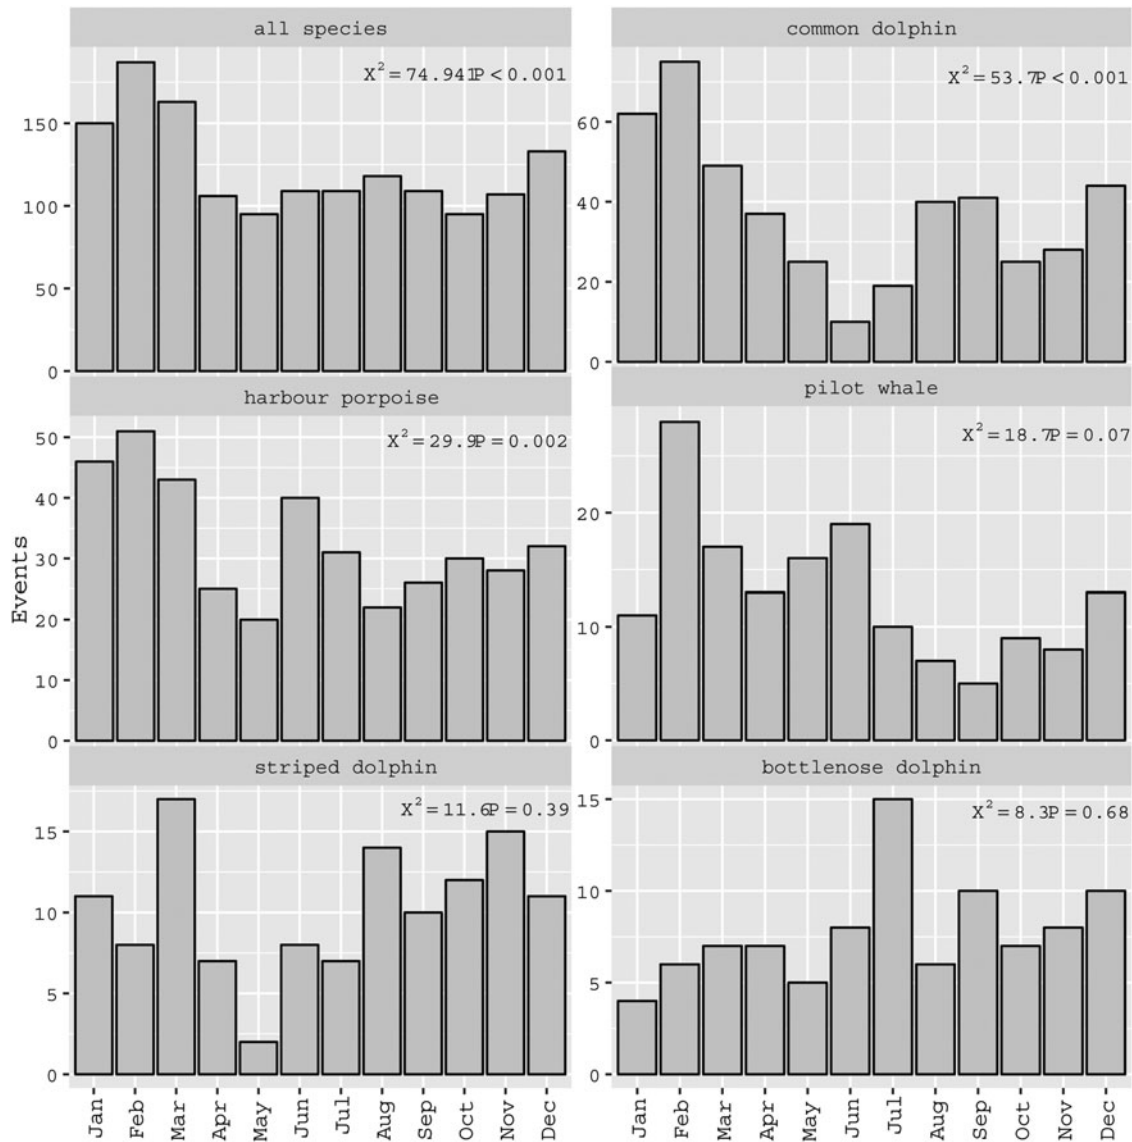 all species
X²=74.941P<0.001
150
100
50
0
common dolphin
X²=53.7P<0.001
60
40
20
0
harbour porpoise
X²=29.9P=0.002
50
40
30
20
10
0
pilot whale
X²=18.7P=0.07
20
10
0
Events
striped dolphin
X²=11.6P=0.39
15
10
5
0
bottlenose dolphin
X²=8.3P=0.68
15
10
5
0
Jan Feb Mar Apr May Jun Jul Aug Sep Oct Nov Dec
Jan Feb Mar Apr May Jun Jul Aug Sep Oct Nov Dec